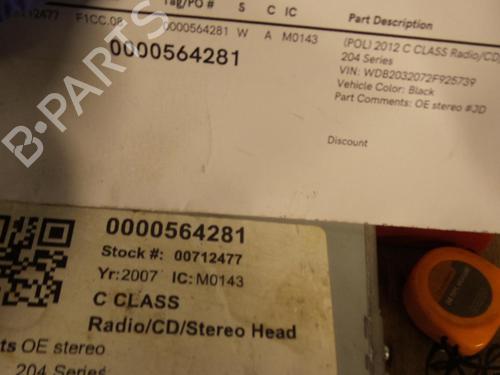 Tag/PO # S C IC Part Description
12477 F1CC.08 0000564281 W A M0143 (POL) 2012 C CLASS Radio/CD/
204 Series
0000564281
VIN: WDB2032072F925739
Vehicle Color: Black
Part Comments: OE stereo #JD
Discount
B-Parts
0000564281
Stock #: 00712477
Yr:2007 IC:M0143
C CLASS
Radio/CD/Stereo Head
nts OE stereo
204 Series